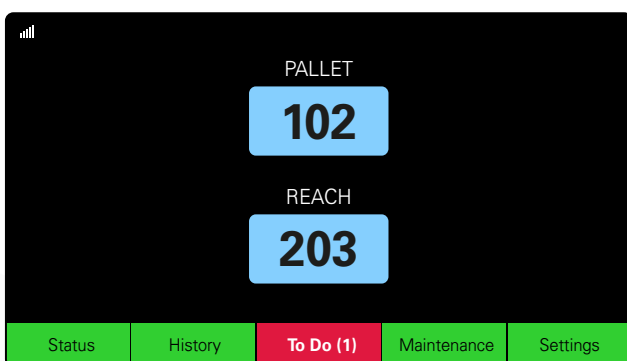 PALLET
102
REACH
203
Status History To Do (1) Maintenance Settings